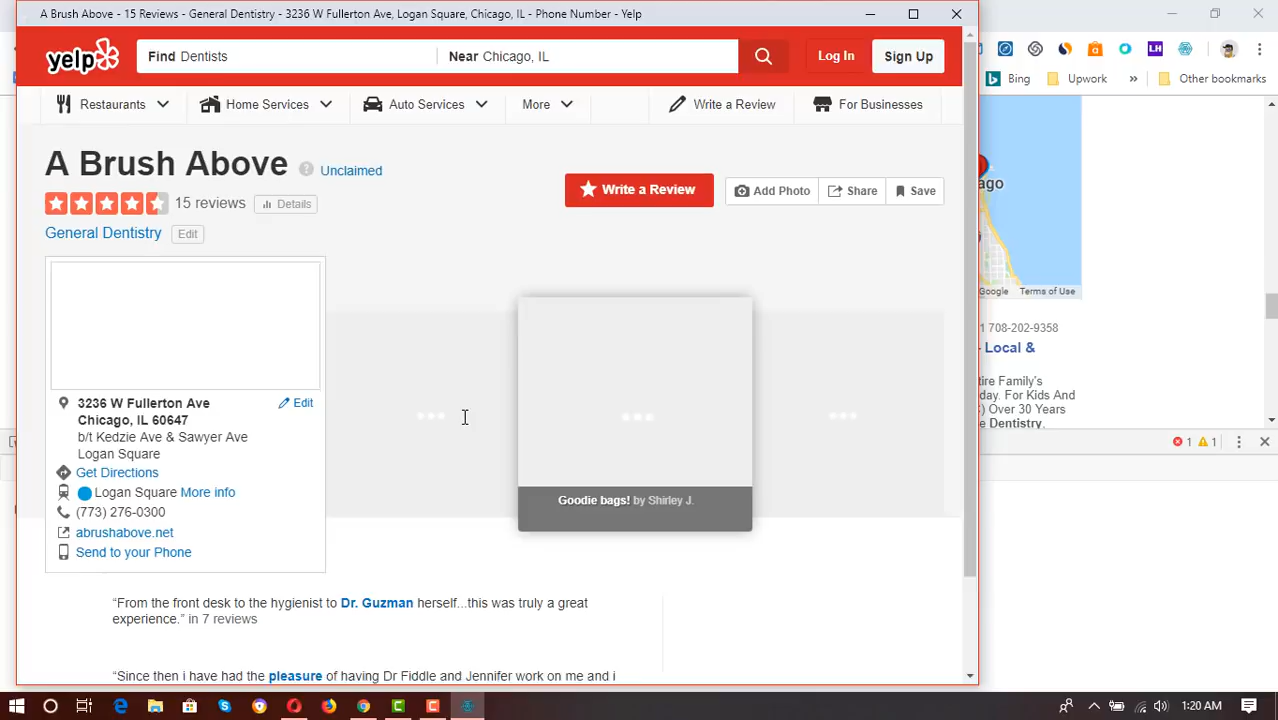 A Brush Above - 15 Reviews - General Dentistry - 3236 W Fullerton Ave, Logan Square, Chicago, IL - Phone Number - Yelp
yelp
Find Dentists
Near Chicago, IL
Log In
Sign Up
Restaurants
Home Services
Auto Services
More
Write a Review
For Businesses
Bing
Upwork
»
Other bookmarks
LH
A Brush Above
?
Unclaimed
15 reviews
Details
General Dentistry
Edit
Write a Review
Add Photo
Share
Save
3236 W Fullerton Ave
Edit
Chicago, IL 60647
b/t Kedzie Ave & Sawyer Ave
Logan Square
Get Directions
Logan Square More info
(773) 276-0300
abrushabove.net
Send to your Phone
Goodie bags! by Shirley J.
“From the front desk to the hygienist to Dr. Guzman herself...this was truly a great
experience.” in 7 reviews
“Since then i have had the pleasure of having Dr Fiddle and Jennifer work on me and i
ago
Google
Terms of Use
1 708-202-9358
- Local &
tire Family's
day. For Kids And
C) Over 30 Years
e Dentistry.
1
1
1:20 AM